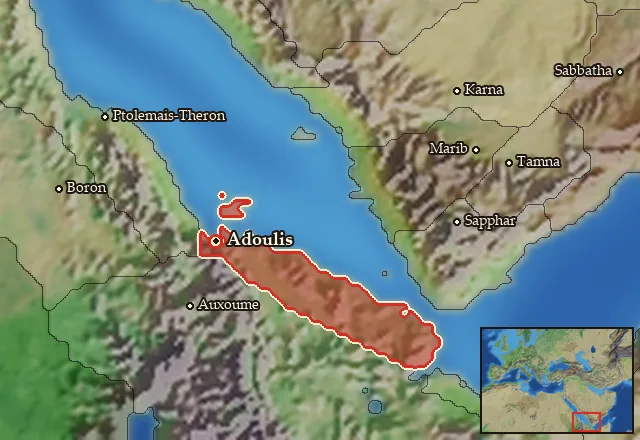 Sabbatha
Karna
Ptolemais-Theron
Marib
Tamna
Boron
Sapphar
Adoulis
Auxoume